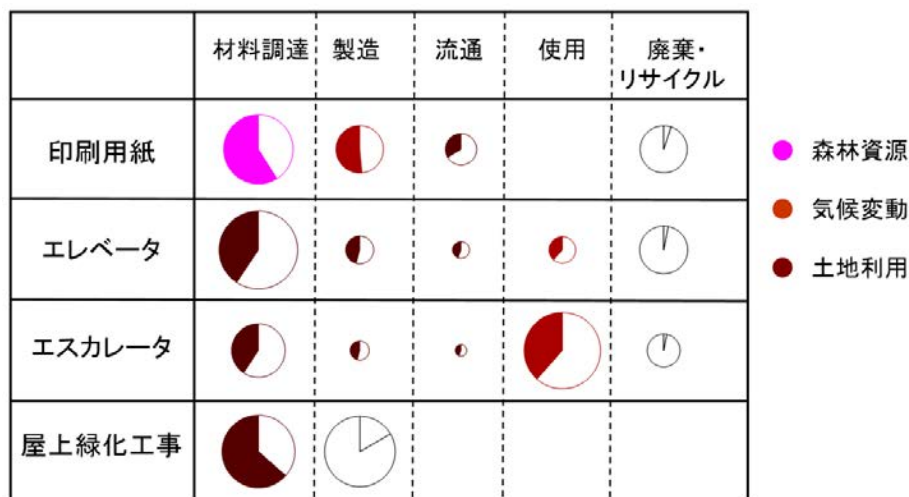 材料調達 製造 流通 使用 廃棄・
リサイクル
印刷用紙
エレベータ
エスカレータ
屋上緑化工事
森林資源
気候変動
土地利用